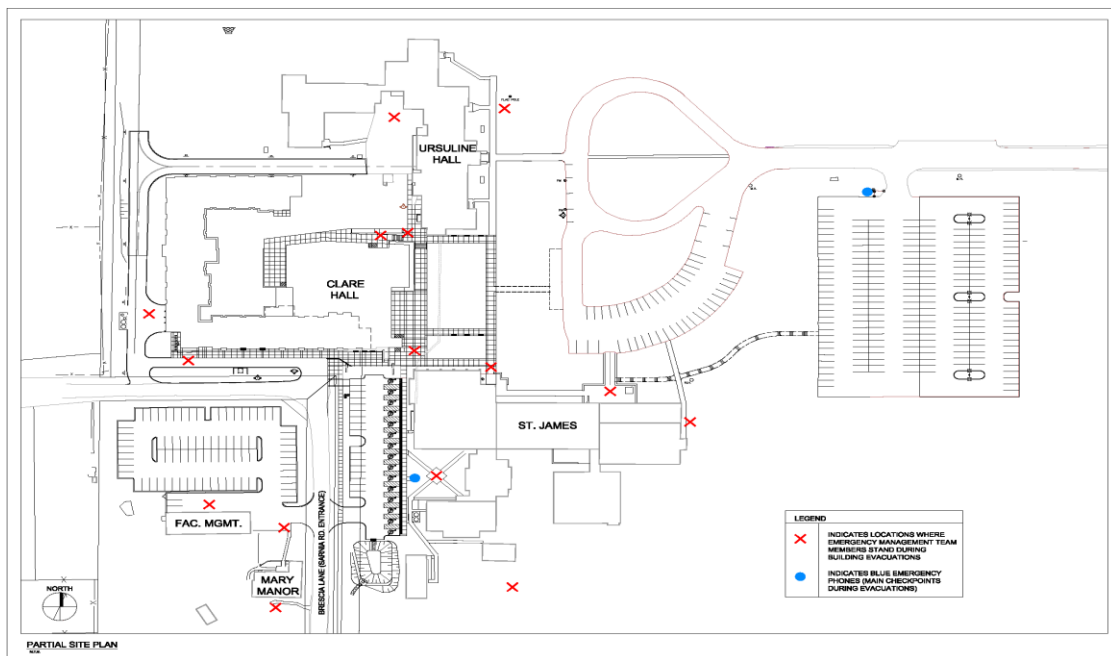 URSULINE
HALL
CLARE
HALL
ST. JAMES
FAC. MGMT.
MARY
MANOR
BRESCIA LANE (SARNIA RD. ENTRANCE)
NORTH
PARTIAL SITE PLAN
LEGEND
INDICATES LOCATIONS WHERE
EMERGENCY MANAGEMENT TEAM
MEMBERS STAND DURING
BUILDING EVACUATIONS
INDICATES BLUE EMERGENCY
PHONES (MAIN CHECKPOINTS
DURING EVACUATIONS)